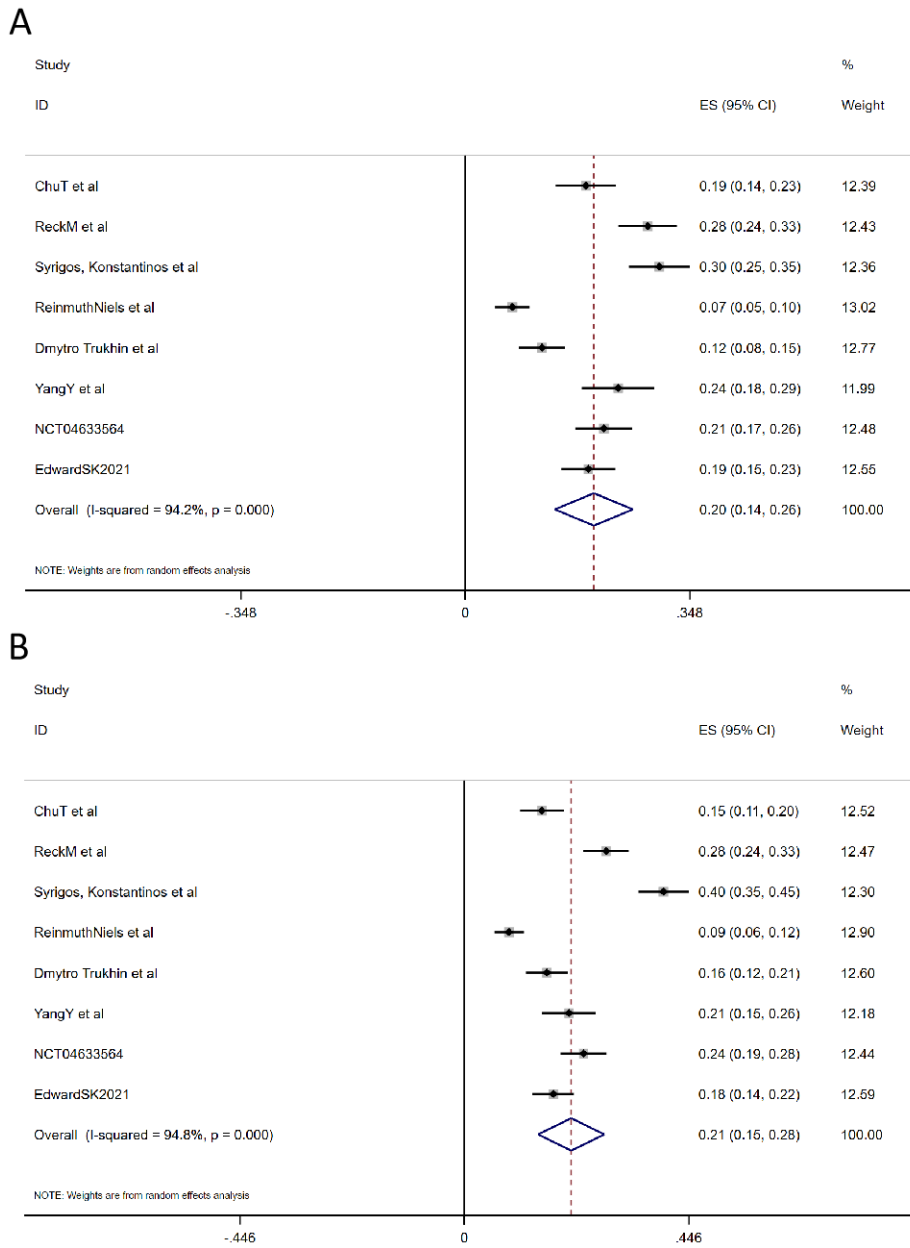 A
Study %
ID ES (95% CI) Weight
ChuT et al 0.19 (0.14, 0.23) 12.39
ReckM et al 0.28 (0.24, 0.33) 12.43
Syrigos, Konstantinos et al 0.30 (0.25, 0.35) 12.36
ReinmuthNiels et al 0.07 (0.05, 0.10) 13.02
Dmytro Trukhin et al 0.12 (0.08, 0.15) 12.77
YangY et al 0.24 (0.18, 0.29) 11.99
NCT04633564 0.21 (0.17, 0.26) 12.48
EdwardSK2021 0.19 (0.15, 0.23) 12.55
Overall (I-squared = 94.2%, p = 0.000) 0.20 (0.14, 0.26) 100.00
NOTE: Weights are from random effects analysis
-.348 0 .348
B
Study %
ID ES (95% CI) Weight
ChuT et al 0.15 (0.11, 0.20) 12.52
ReckM et al 0.28 (0.24, 0.33) 12.47
Syrigos, Konstantinos et al 0.40 (0.35, 0.45) 12.30
ReinmuthNiels et al 0.09 (0.06, 0.12) 12.90
Dmytro Trukhin et al 0.16 (0.12, 0.21) 12.60
YangY et al 0.21 (0.15, 0.26) 12.18
NCT04633564 0.24 (0.19, 0.28) 12.44
EdwardSK2021 0.18 (0.14, 0.22) 12.59
Overall (I-squared = 94.8%, p = 0.000) 0.21 (0.15, 0.28) 100.00
NOTE: Weights are from random effects analysis
-.446 0 .446